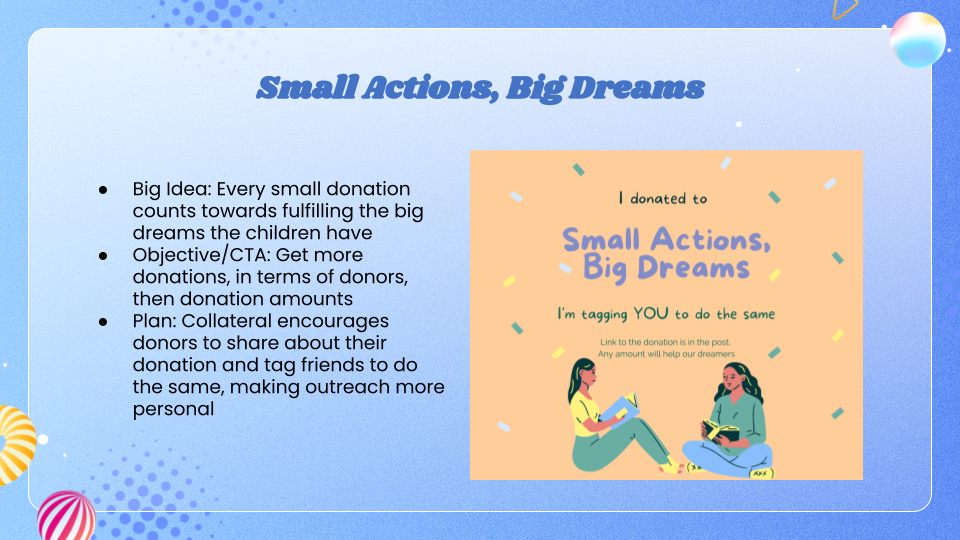 Small Actions, Big Dreams
● Big Idea: Every small donation
counts towards fulfilling the big
dreams the children have
● Objective/CTA: Get more
donations, in terms of donors,
then donation amounts
● Plan: Collateral encourages
donors to share about their
donation and tag friends to do
the same, making outreach more
personal
I donated to
Small Actions,
Big Dreams
I'm tagging YOU to do the same
Link to the donation is in the post.
Any amount will help our dreamers